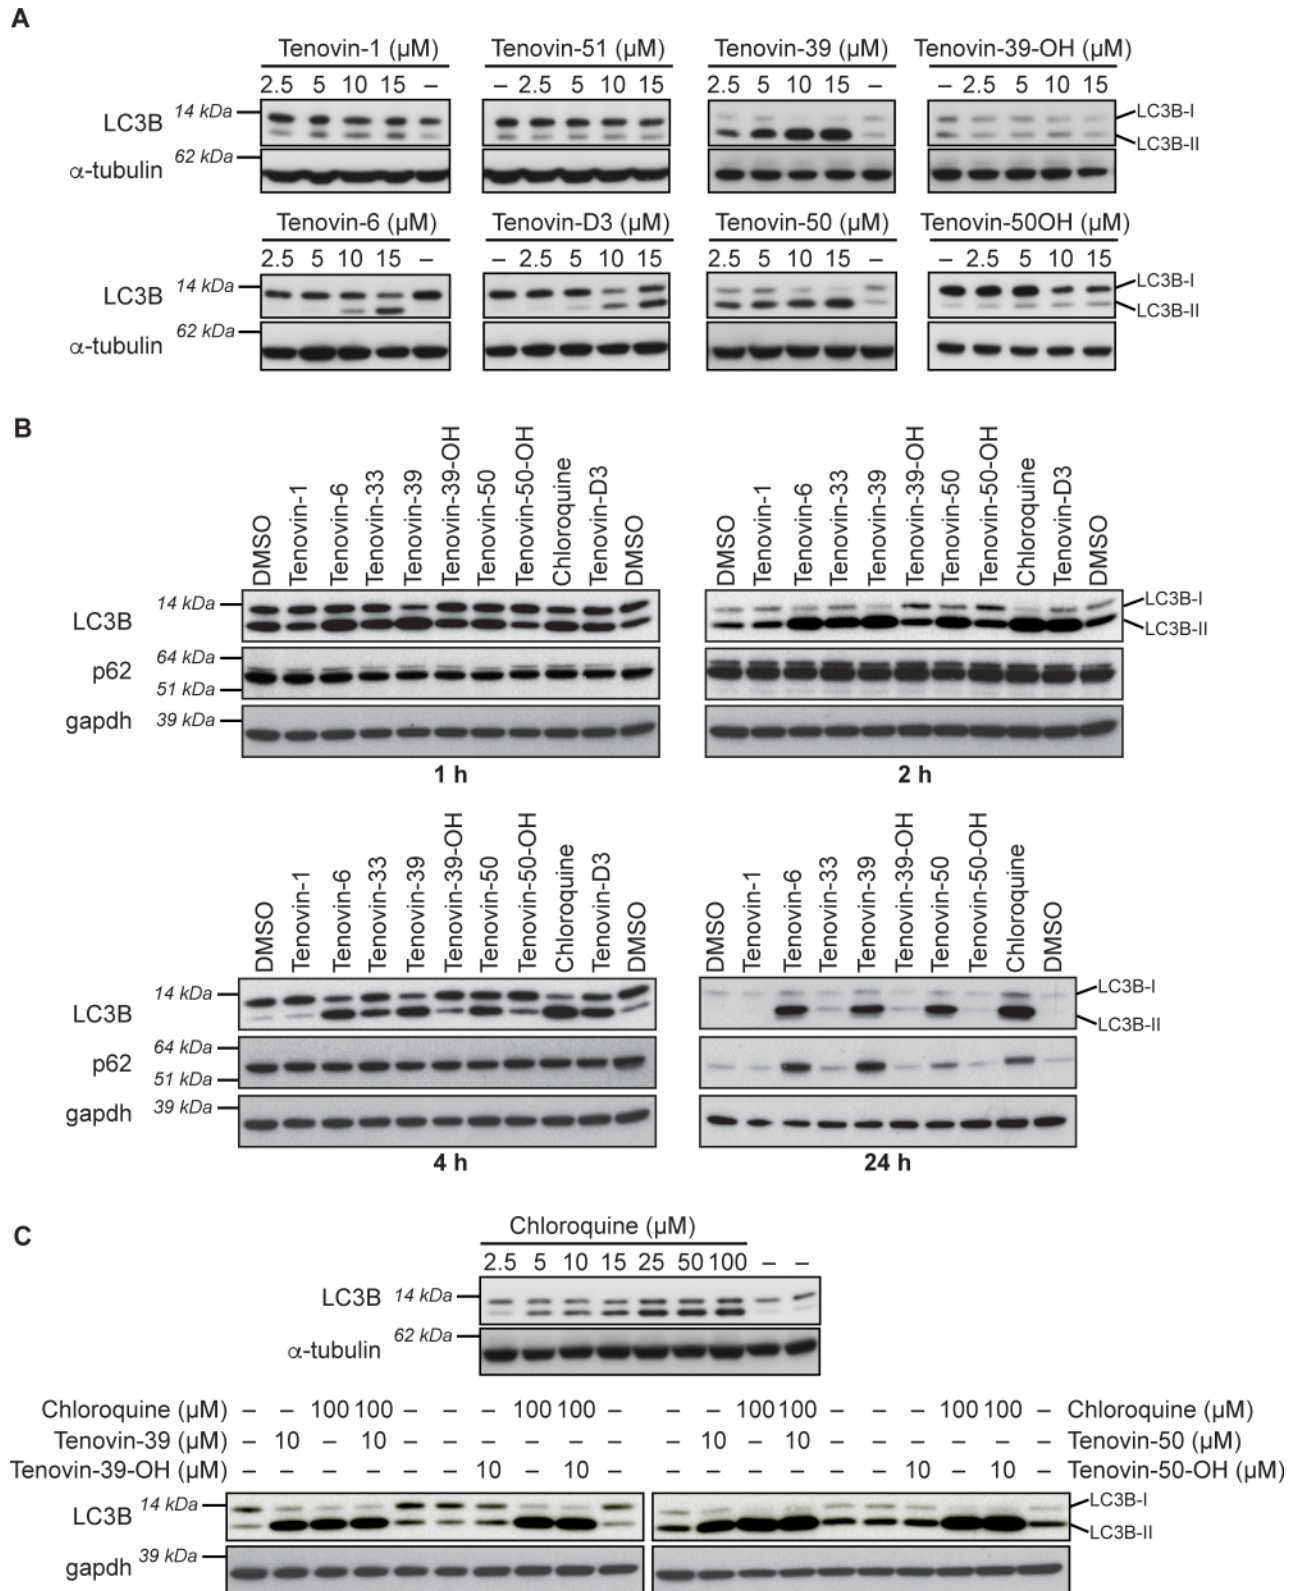 A
Tenovin-1 (μM) Tenovin-51 (μM) Tenovin-39 (μM) Tenovin-39-OH (μM)
2.5 5 10 15 – – 2.5 5 10 15 2.5 5 10 15 – – 2.5 5 10 15
LC3B 14 kDa LC3B-I
LC3B-II
α-tubulin 62 kDa
Tenovin-6 (μM) Tenovin-D3 (μM) Tenovin-50 (μM) Tenovin-50OH (μM)
2.5 5 10 15 – – 2.5 5 10 15 2.5 5 10 15 – – 2.5 5 10 15
LC3B 14 kDa LC3B-I
LC3B-II
α-tubulin 62 kDa
B
DMSO Tenovin-1 Tenovin-6 Tenovin-33 Tenovin-39 Tenovin-39-OH Tenovin-50 Tenovin-50-OH Chloroquine Tenovin-D3 DMSO DMSO Tenovin-1 Tenovin-6 Tenovin-33 Tenovin-39 Tenovin-39-OH Tenovin-50 Tenovin-50-OH Chloroquine Tenovin-D3 DMSO
LC3B 14 kDa LC3B-I
LC3B-II
p62 64 kDa
51 kDa
gapdh 39 kDa
1 h 2 h
DMSO Tenovin-1 Tenovin-6 Tenovin-33 Tenovin-39 Tenovin-39-OH Tenovin-50 Tenovin-50-OH Chloroquine Tenovin-D3 DMSO DMSO Tenovin-1 Tenovin-6 Tenovin-33 Tenovin-39 Tenovin-39-OH Tenovin-50 Tenovin-50-OH Chloroquine DMSO
LC3B 14 kDa LC3B-I
LC3B-II
p62 64 kDa
51 kDa
gapdh 39 kDa
4 h 24 h
C
Chloroquine (μM)
2.5 5 10 15 25 50 100 – –
LC3B 14 kDa
α-tubulin 62 kDa
Chloroquine (μM) – – 100 100 – – – 100 100 – – – 100 100 – – – 100 100 – Chloroquine (μM)
Tenovin-39 (μM) – 10 – 10 – – – – – – – 10 – 10 – – – – – – Tenovin-50 (μM)
Tenovin-39-OH (μM) – – – – – – 10 – 10 – – – – – – – 10 – 10 – Tenovin-50-OH (μM)
LC3B 14 kDa LC3B-I
LC3B-II
gapdh 39 kDa